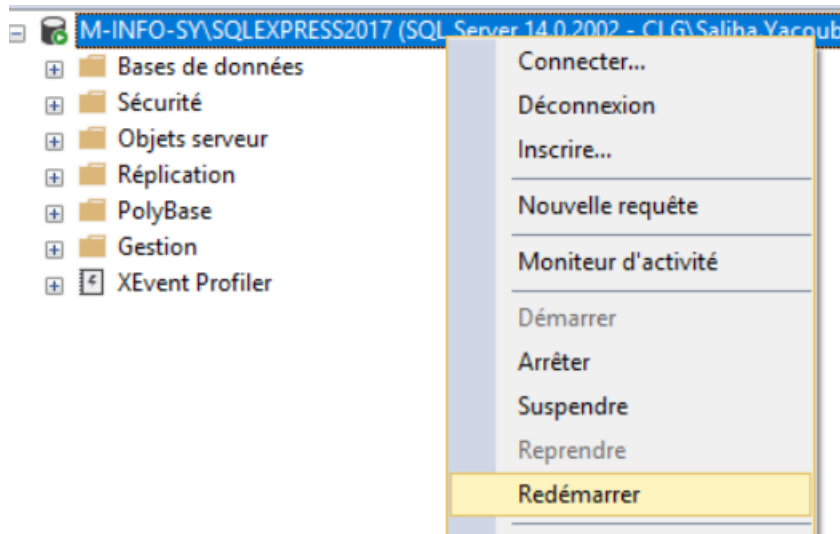 M-INFO-SY\SQLEXPRESS2017 (SQL Server 14.0.2002 - CLG\Saliha.Yacoub
Bases de données
Sécurité
Objets serveur
Réplication
PolyBase
Gestion
XEvent Profiler
Connecter...
Déconnexion
Inscrire...
Nouvelle requête
Moniteur d'activité
Démarrer
Arrêter
Suspendre
Reprendre
Redémarrer